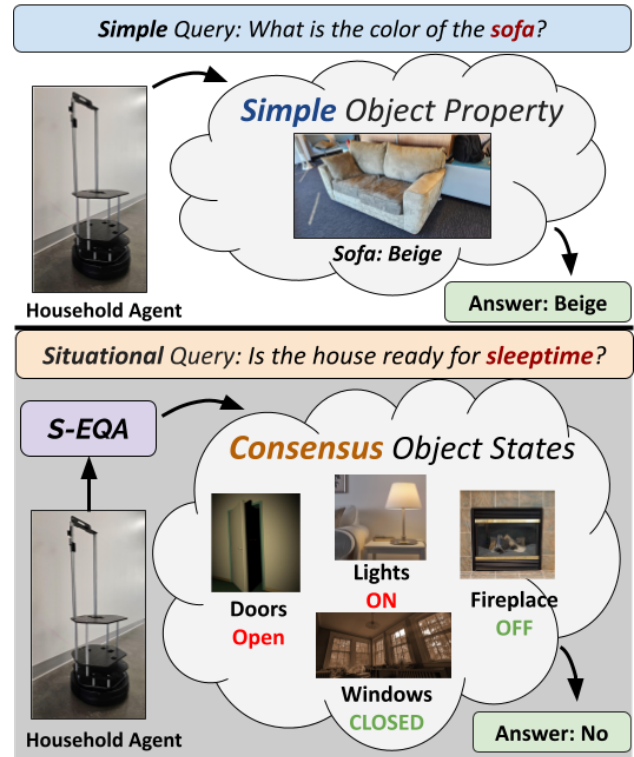 Simple Query: What is the color of the sofa?
Simple Object Property
Sofa: Beige
Household Agent
Answer: Beige
Situational Query: Is the house ready for sleeptime?
S-EQA
Consensus Object States
Doors
Open
Lights
ON
Fireplace
OFF
Windows
CLOSED
Household Agent
Answer: No